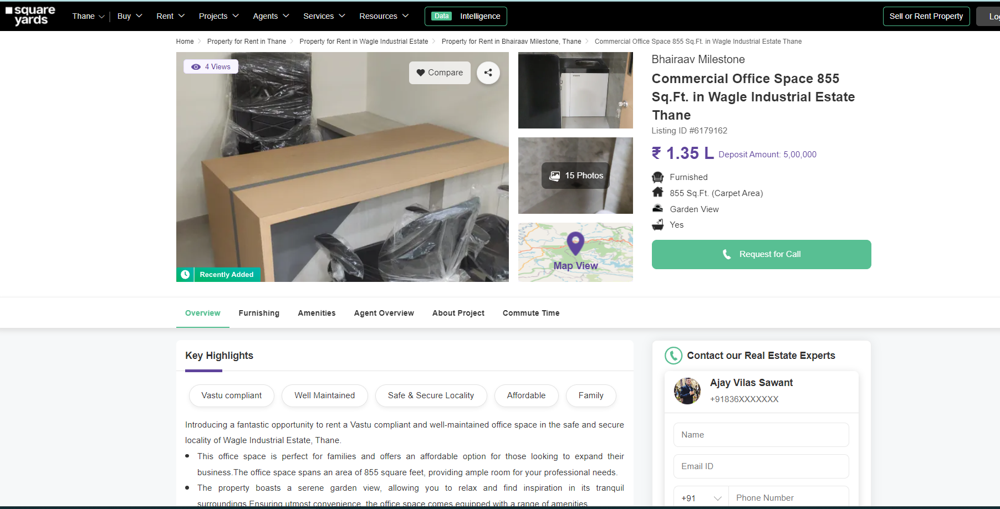 square
yards
Thane
Buy
Rent
Projects
Agents
Services
Resources
Data Intelligence
Sell or Rent Property
Home
Property for Rent in Thane
Property for Rent in Wagle Industrial Estate
Property for Rent in Bhairaav Milestone, Thane
Commercial Office Space 855 Sq.Ft. in Wagle Industrial Estate Thane
4 Views
Compare
Recently Added
15 Photos
Map View
Bhairaav Milestone
Commercial Office Space 855
Sq.Ft. in Wagle Industrial Estate
Thane
Listing ID #6179162
₹ 1.35 L Deposit Amount: 5,00,000
Furnished
855 Sq.Ft. (Carpet Area)
Garden View
Yes
Request for Call
Overview
Furnishing
Amenities
Agent Overview
About Project
Commute Time
Key Highlights
Vastu compliant
Well Maintained
Safe & Secure Locality
Affordable
Family
Introducing a fantastic opportunity to rent a Vastu compliant and well-maintained office space in the safe and secure
locality of Wagle Industrial Estate, Thane.
This office space is perfect for families and offers an affordable option for those looking to expand their
business.The office space spans an area of 855 square feet, providing ample room for your professional needs.
The property boasts a serene garden view, allowing you to relax and find inspiration in its tranquil
surroundings.Ensuring utmost convenience, the office space comes equipped with a range of amenities
Contact our Real Estate Experts
Ajay Vilas Sawant
+91836XXXXXXX
Name
Email ID
+91
Phone Number